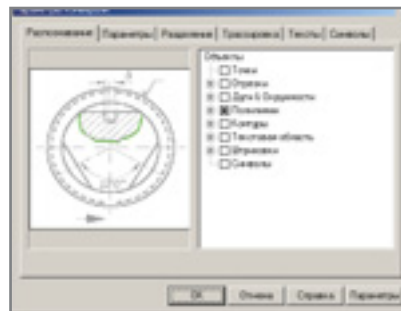 Распознавание Параметры Разделение Трассировка Тексты Символы
Объекты
Точки
Отрезки
Дуги & Окружности
Полилинии
Контуры
Текстовая область
Штриховки
Символы
OK Отмена Справка Параметры